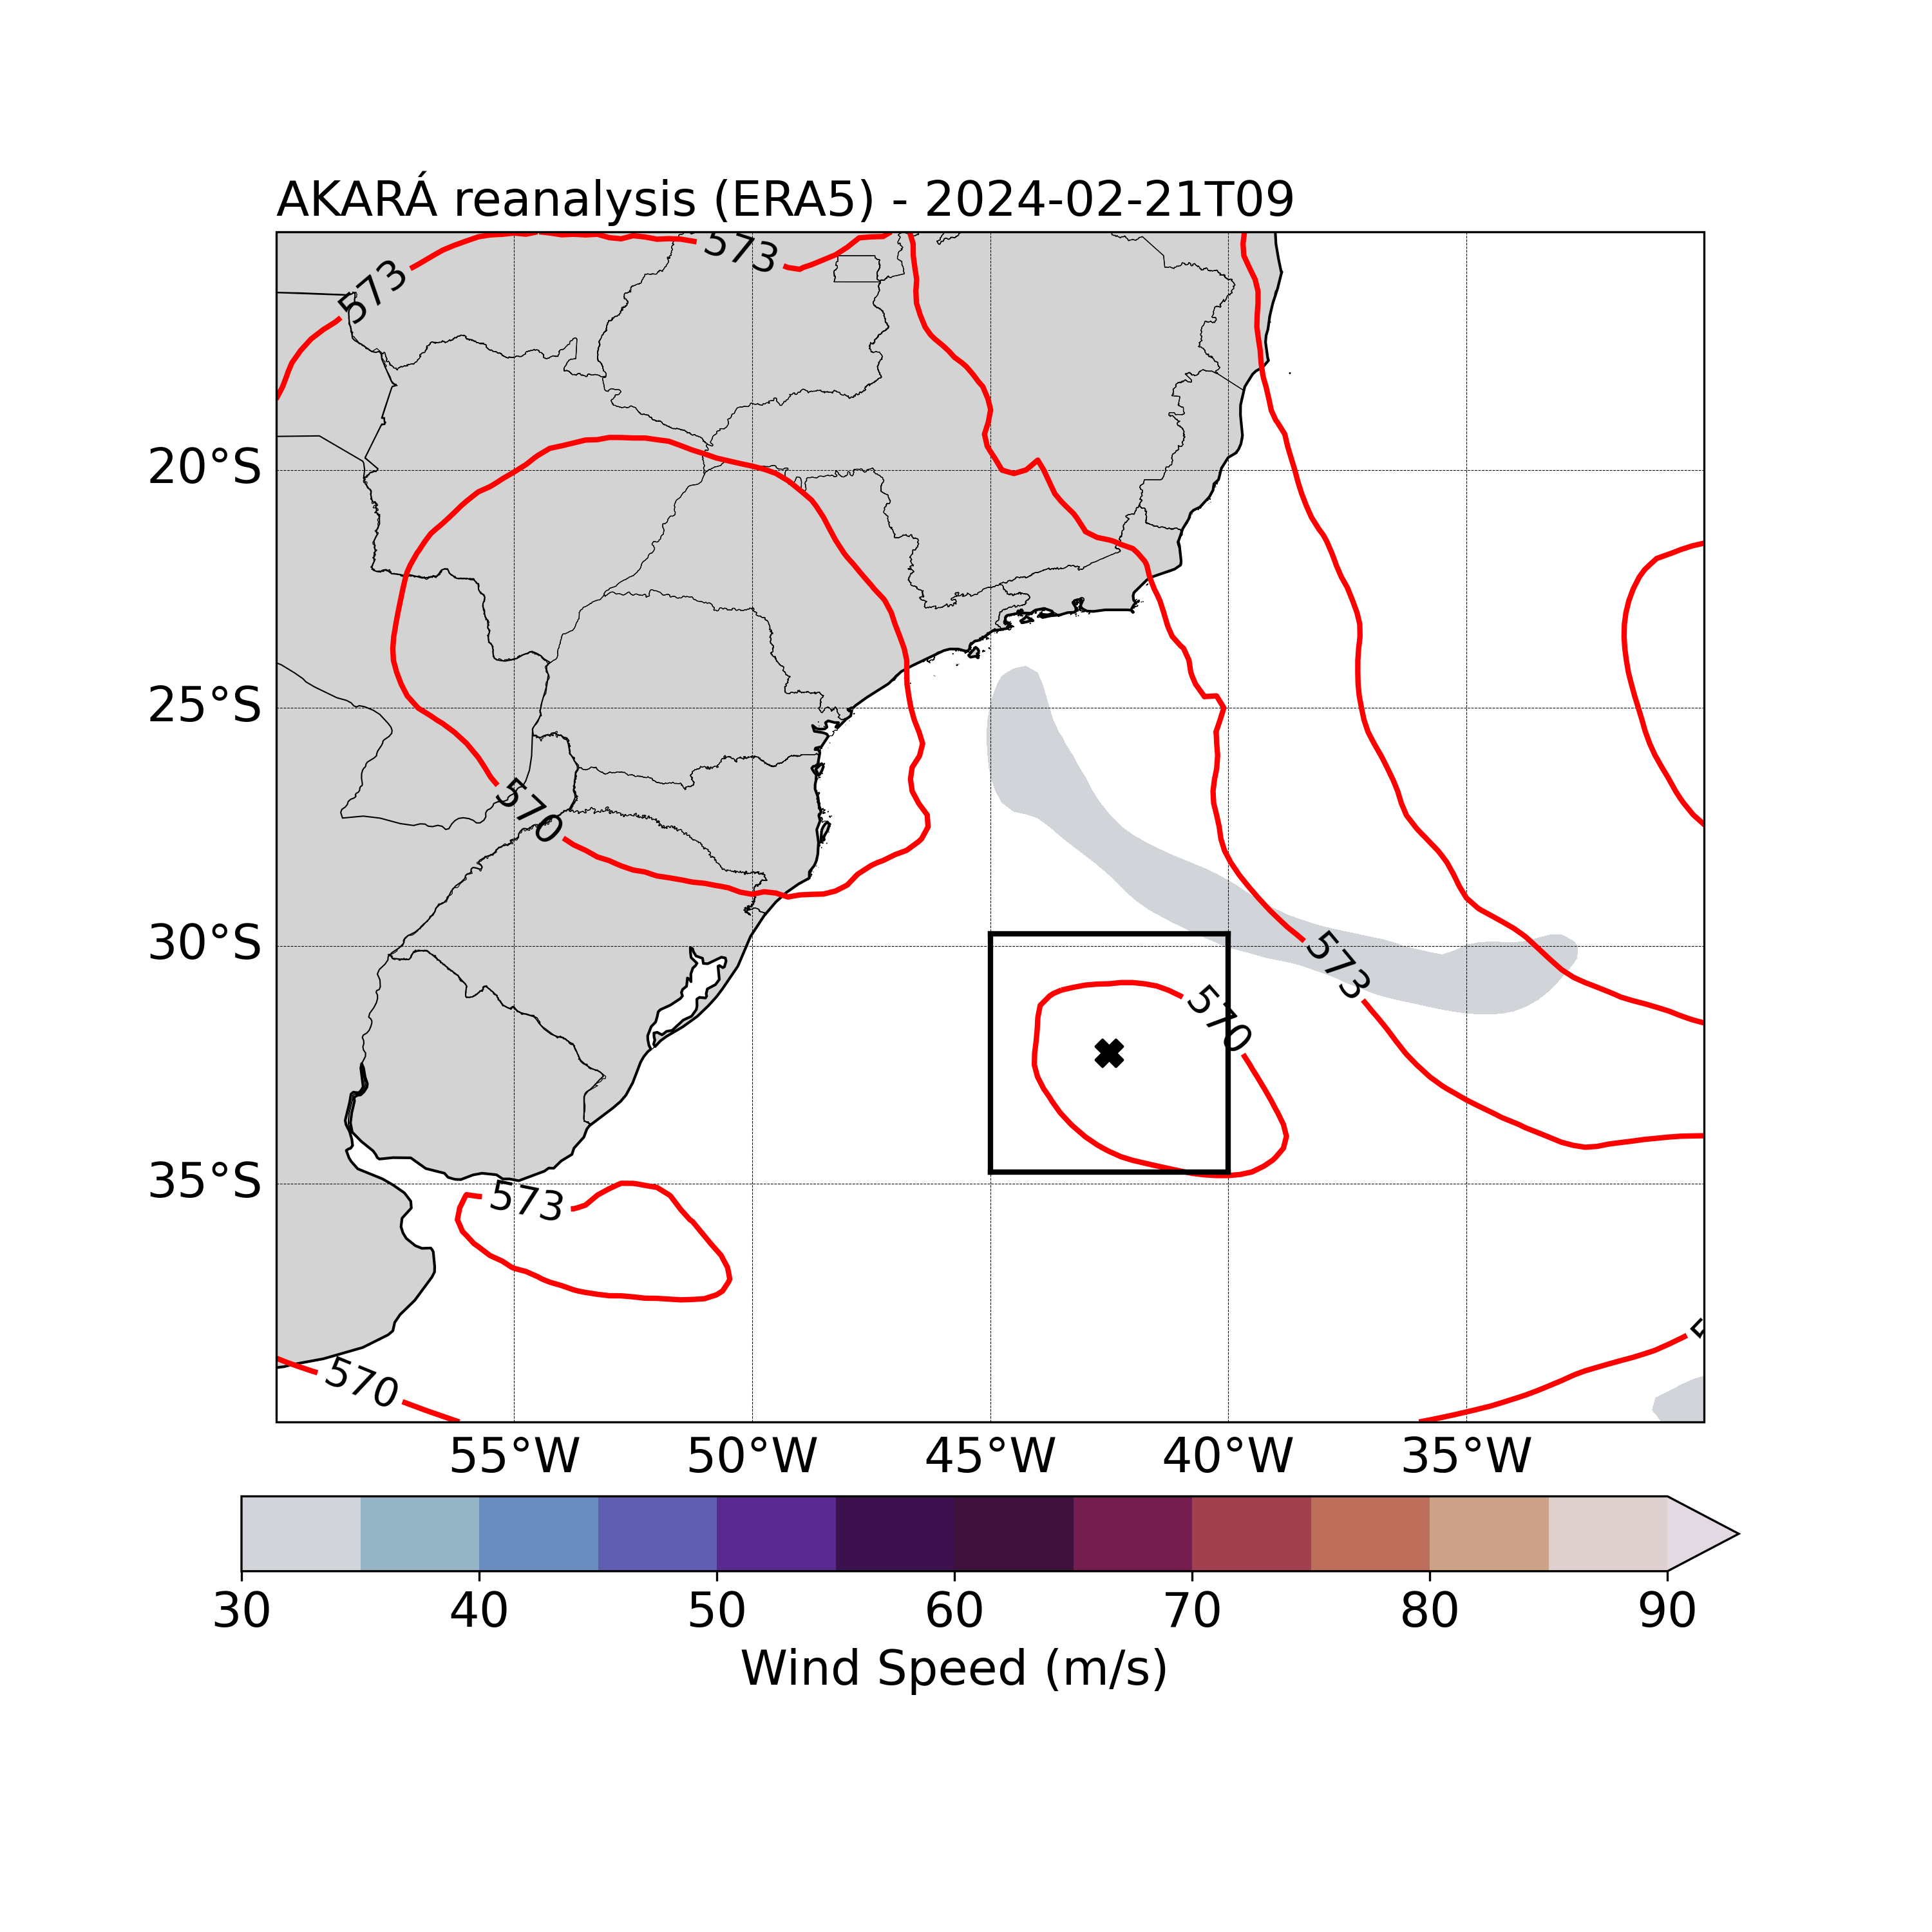 AKARÁ reanalysis (ERA5) - 2024-02-21T09
573
573
20°S
25°S
570
30°S
573
570
35°S
573
570
55°W 50°W 45°W 40°W 35°W
30 40 50 60 70 80 90
Wind Speed (m/s)